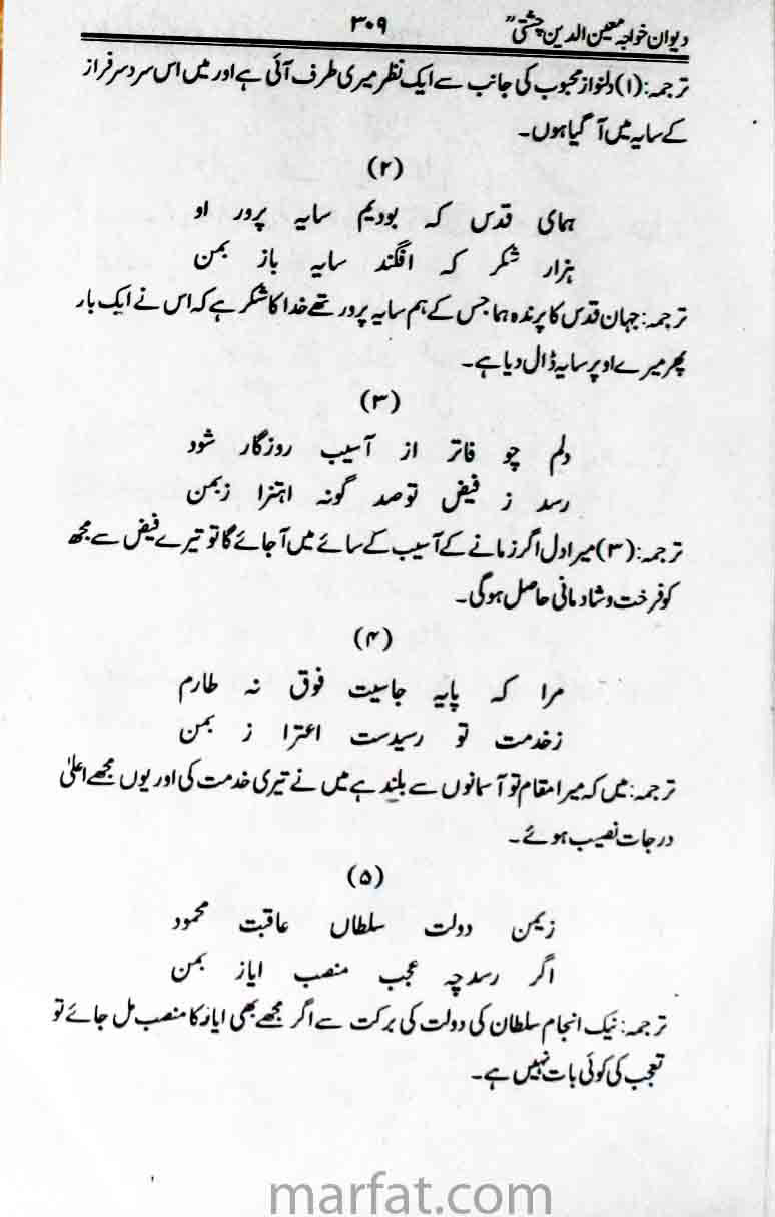 دیوان خواجہ معین الدین چشتیؒ ۳۰۹
ترجمہ:(۱)دلنواز محبوب کی جانب سے ایک نظر میری طرف آئی ہے اور میں اس سرد سرفراز
کے سایہ میں آ گیا ہوں۔
(۲)
ہمای قدس کہ بودیم سایہ پرور او
ہزار شکر کہ افگند سایہ باز بمن
ترجمہ: جہان قدس کا پرندہ ہما جس کے ہم سایہ پرور تھے خدا کا شکر ہے کہ اس نے ایک بار
پھر میرے اوپر سایہ ڈال دیا ہے۔
(۳)
دلم چو فاتر از آسیب روزگار شود
رسد ز فیض تو صد گونہ اہتزا زبمن
ترجمہ:(۳)میرا دل اگر زمانے کے آسیب کے سائے میں آ جائے گا تو تیرے فیض سے مجھ
کو فرخت و شادمانی حاصل ہوگی۔
(۴)
مرا کہ پایہ جاسیت فوق نہ طارم
زخدمت تو رسیدست اعترا ز بمن
ترجمہ: میں کہ میرا مقام تو آسمانوں سے بلند ہے میں نے تیری خدمت کی اور یوں مجھے اعلیٰ
درجات نصیب ہوئے۔
(۵)
زیمن دولت سلطاں عاقبت محمود
اگر رسد چہ عجب منصب ایاز بمن
ترجمہ: نیک انجام سلطان کی دولت کی برکت سے اگر مجھے بھی ایاز کا منصب مل جائے تو
تعجب کی کوئی بات نہیں ہے۔
marfat.com